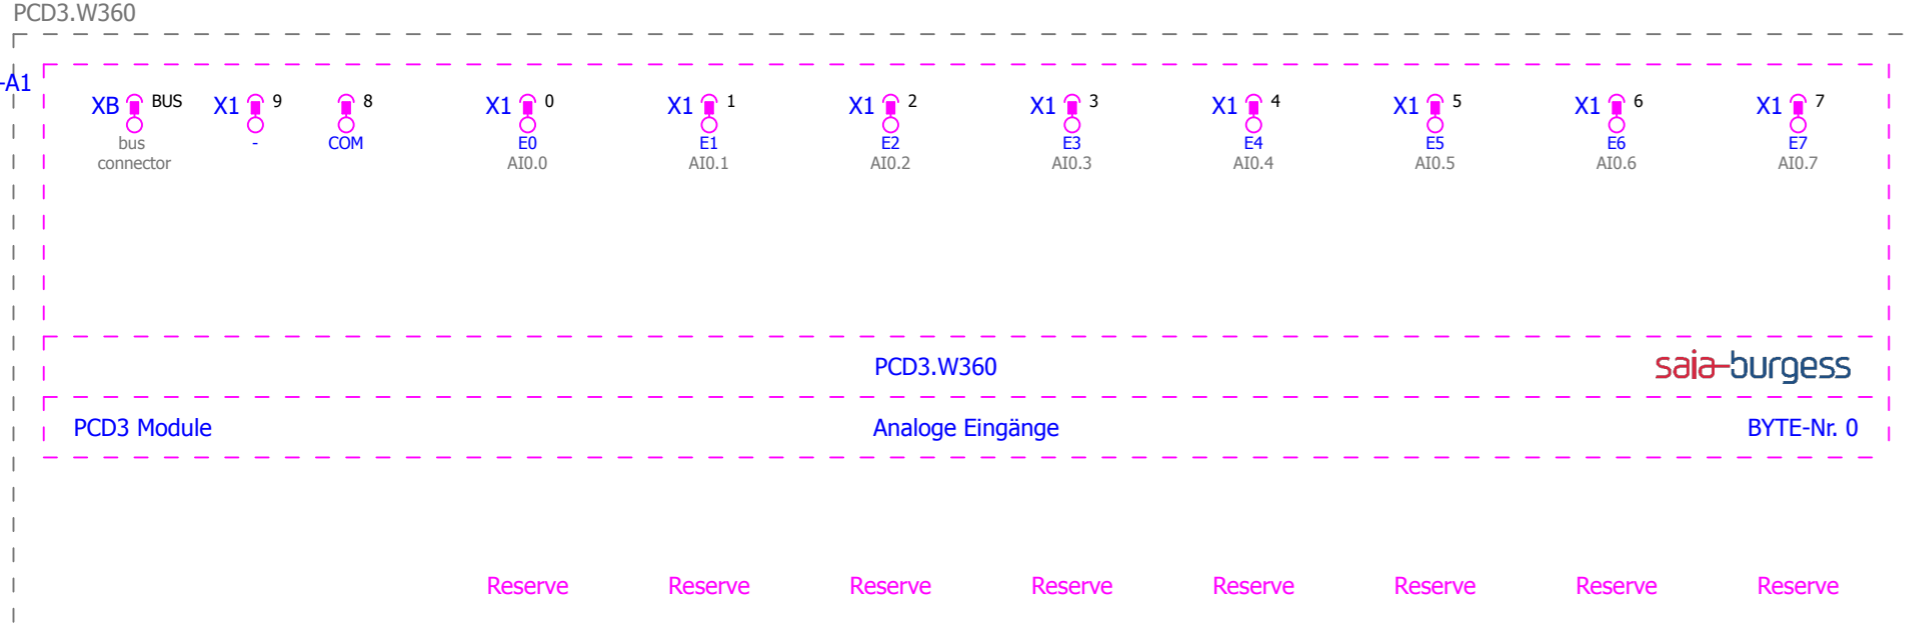 PCD3.W360
-A1
XB BUS X1 9 8 X1 0 X1 1 X1 2 X1 3 X1 4 X1 5 X1 6 X1 7
bus - COM E0 E1 E2 E3 E4 E5 E6 E7
connector AI0.0 AI0.1 AI0.2 AI0.3 AI0.4 AI0.5 AI0.6 AI0.7
PCD3.W360 saia-burgess
PCD3 Module Analoge Eingänge BYTE-Nr. 0
Reserve Reserve Reserve Reserve Reserve Reserve Reserve Reserve